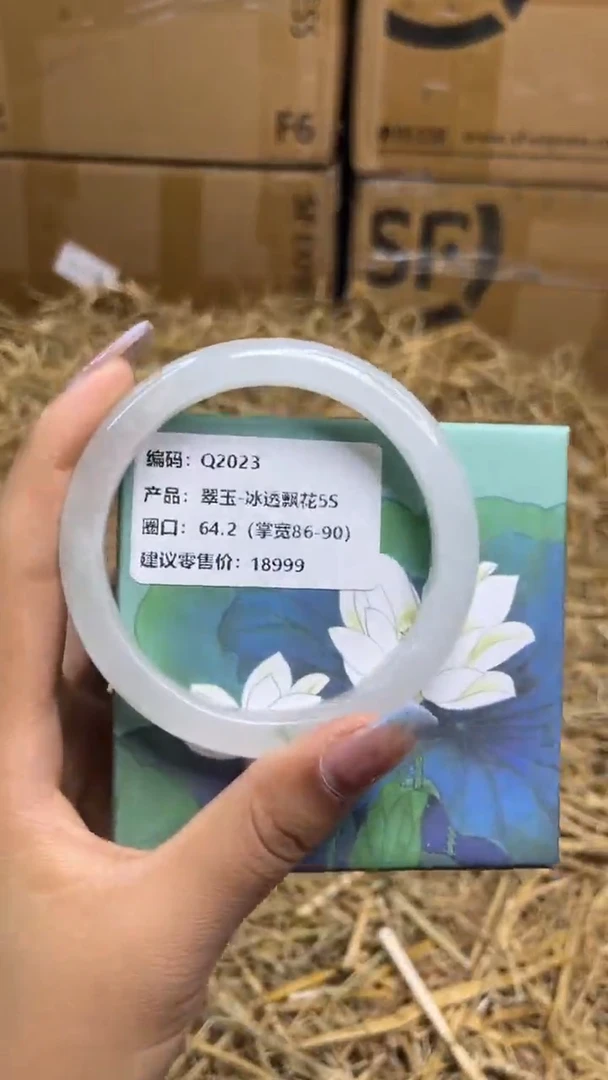 F6
SF
编码：Q2023
产品：翠玉-冰透飘花5S
圈口：64.2（掌宽86-90）
建议零售价：18999